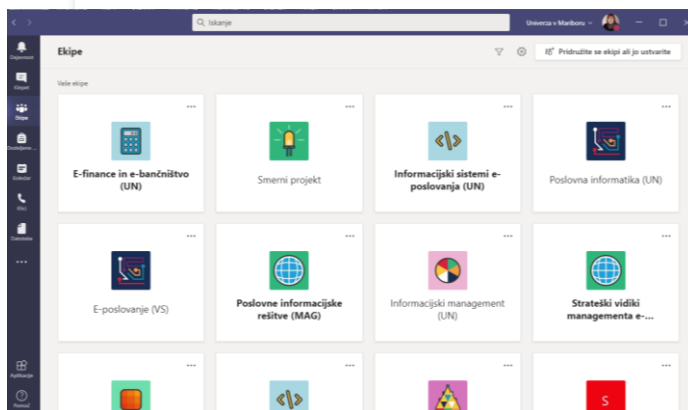 Iskanje
Univerza v Mariboru
Dejavnost
Klepet
Ekipe
Koledar
Klici
Datoteke
Aplikacije
Pomoč
Ekipe
Pridružite se ekipi ali jo ustvarite
Vaše ekipe
E-finance in e-bančništvo
(UN)
Smerni projekt
Informacijski sistemi e-
poslovanja (UN)
Poslovna informatika (UN)
E-poslovanje (VS)
Poslovne informacijske
rešitve (MAG)
Informacijski management
(UN)
Strateški vidiki
managementa e-...
S